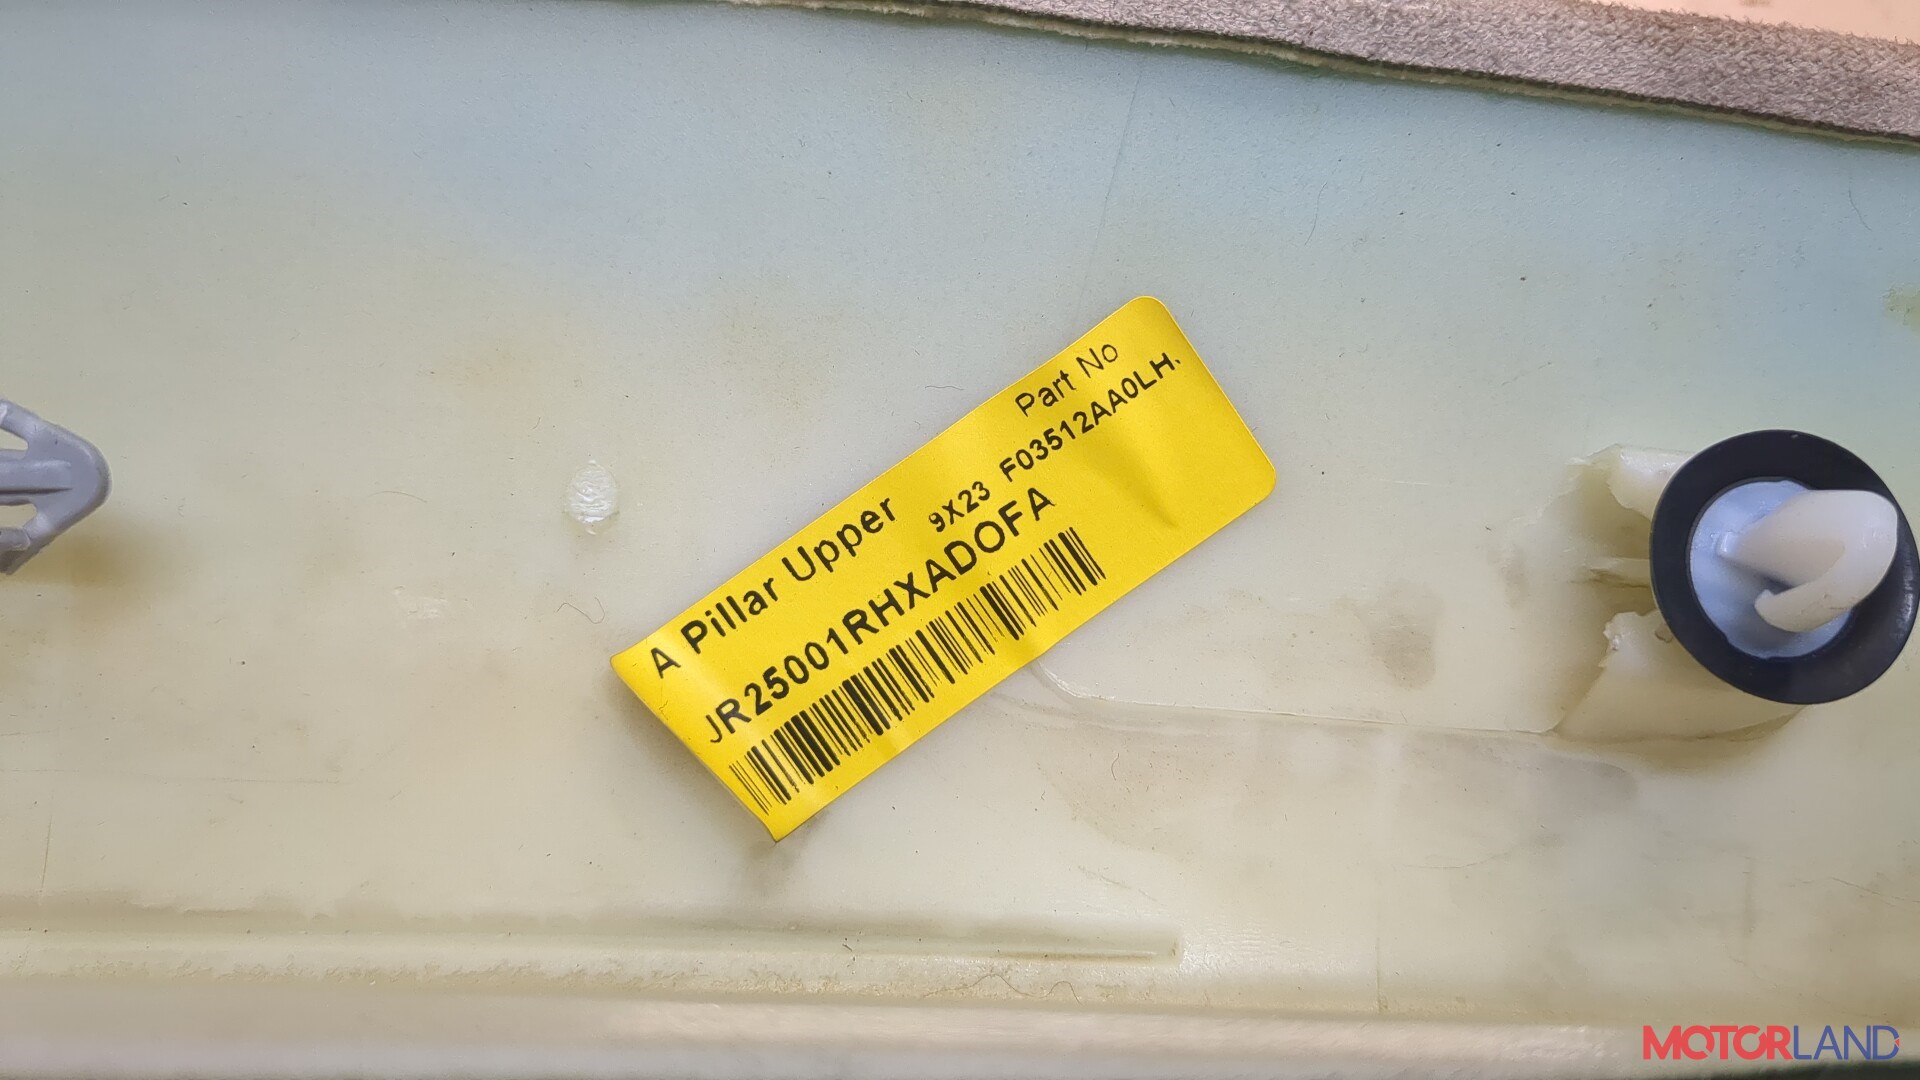 Part No
A Pillar Upper 9X23 F03512AA0LH.
JR25001RHXADOFA
MOTORLAND